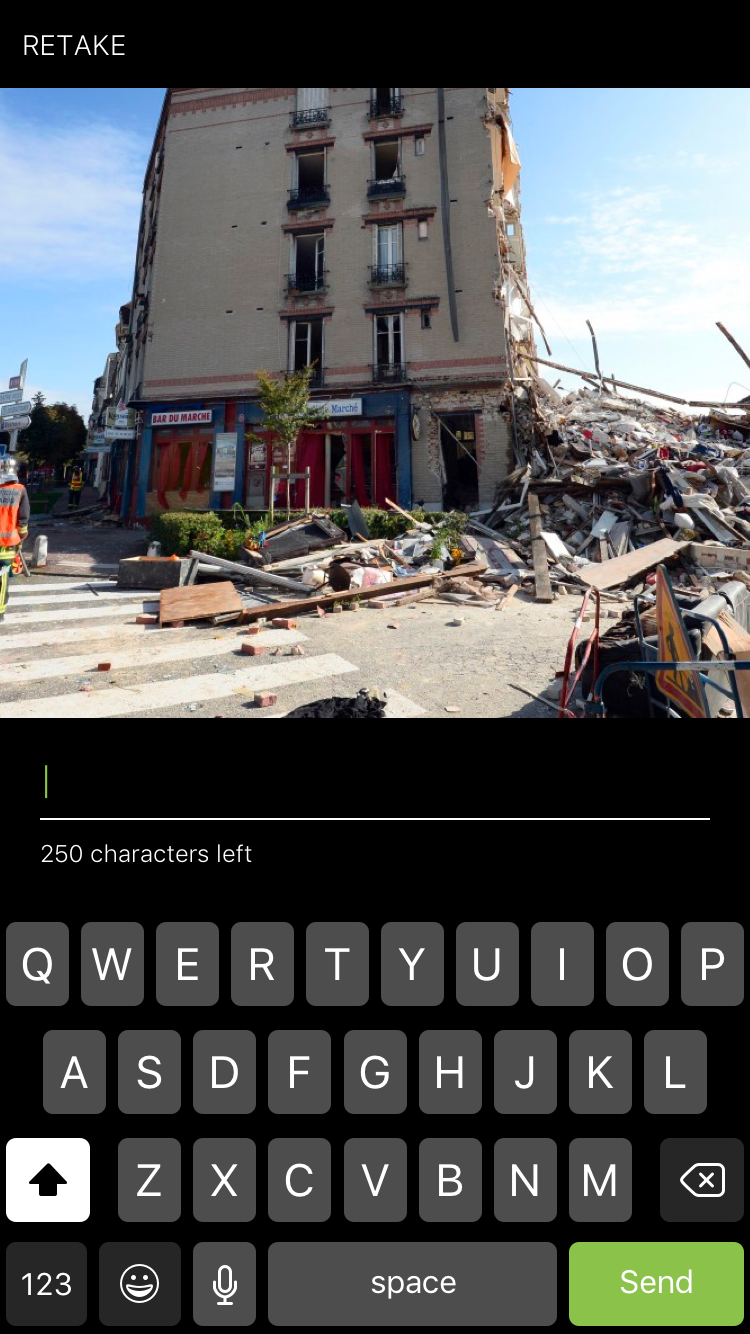 RETAKE
BAR DU MARCHE
Marché
250 characters left
Q W E R T Y U I O P
A S D F G H J K L
Z X C V B N M
123 space Send